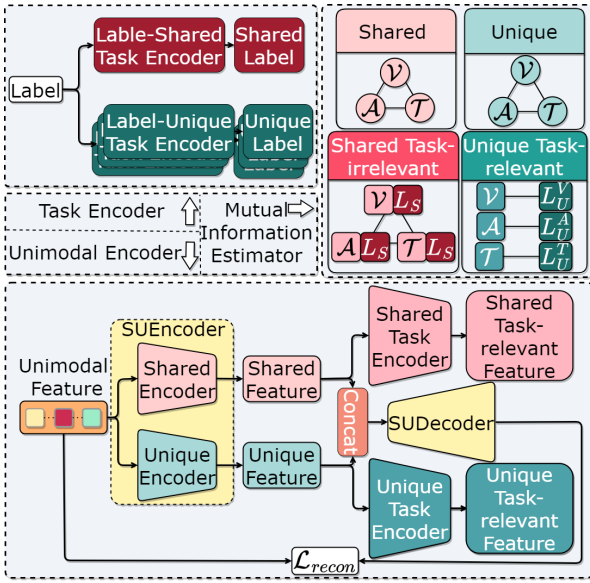 Label
Lable-Shared
Task Encoder
Shared
Label
Label-Unique
Task Encoder
Unique
Label
Task Encoder
Unimodal Encoder
Mutual
Information
Estimator
Shared
V
A
T
Unique
V
A
T
Shared Task-
irrelevant
V L_S
A L_S
T L_S
Unique Task-
relevant
V L_U^V
A L_U^A
T L_U^T
SUEncoder
Unimodal
Feature
Shared
Encoder
Shared
Feature
Shared
Task
Encoder
Shared
Task-
relevant
Feature
Concat
SUDecoder
Unique
Encoder
Unique
Feature
Unique
Task
Encoder
Unique
Task-
relevant
Feature
L_recon